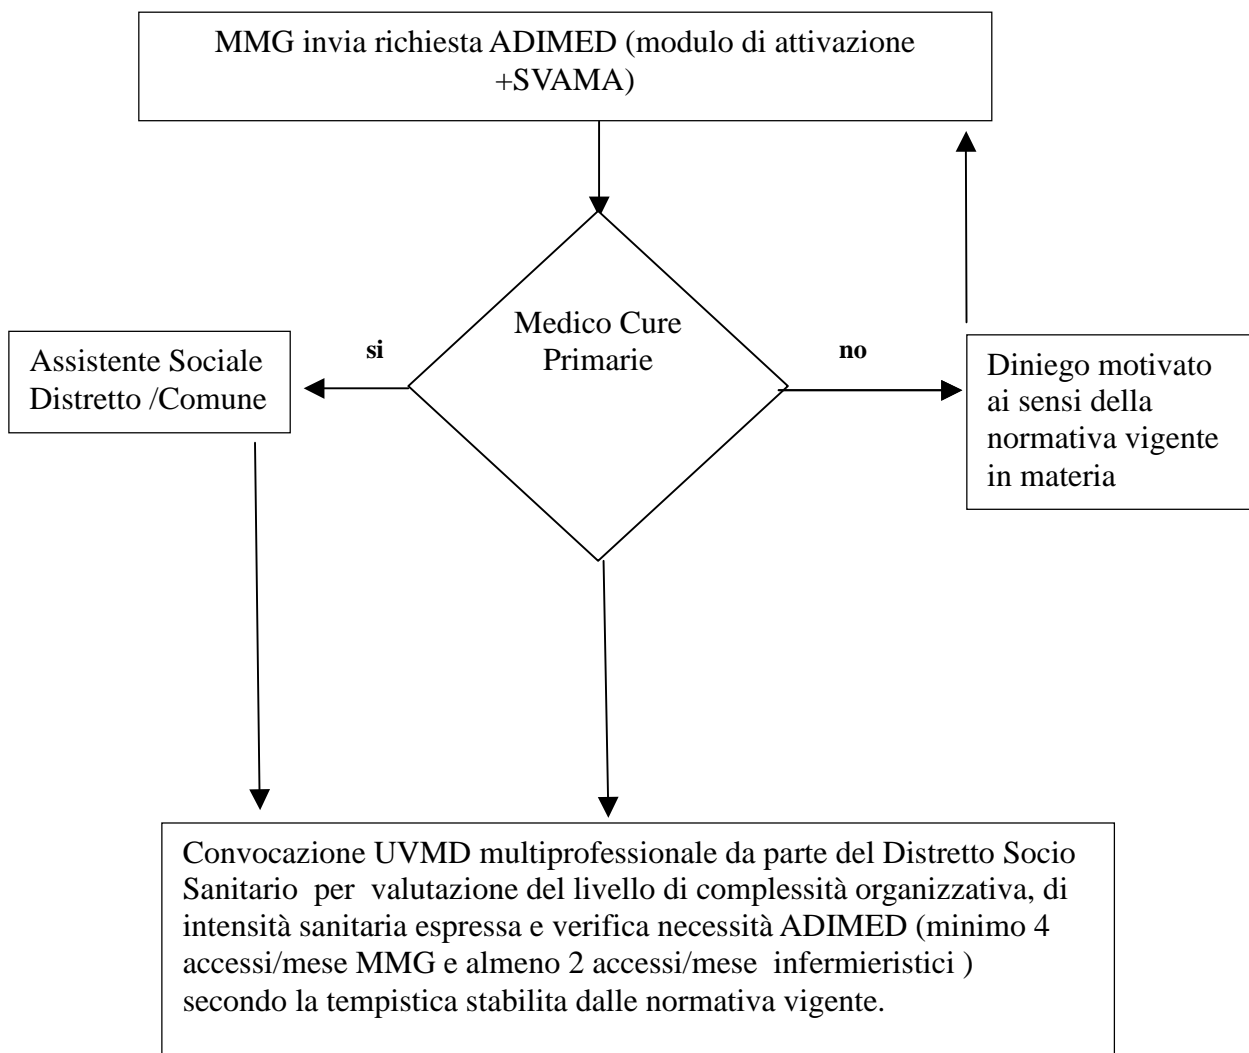 MMG invia richiesta ADIMED (modulo di attivazione
+SVAMA)
Medico Cure
Primarie
si
no
Assistente Sociale
Distretto /Comune
Diniego motivato
ai sensi della
normativa vigente
in materia
Convocazione UVMD multiprofessionale da parte del Distretto Socio
Sanitario per valutazione del livello di complessità organizzativa, di
intensità sanitaria espressa e verifica necessità ADIMED (minimo 4
accessi/mese MMG e almeno 2 accessi/mese infermieristici )
secondo la tempistica stabilita dalle normativa vigente.